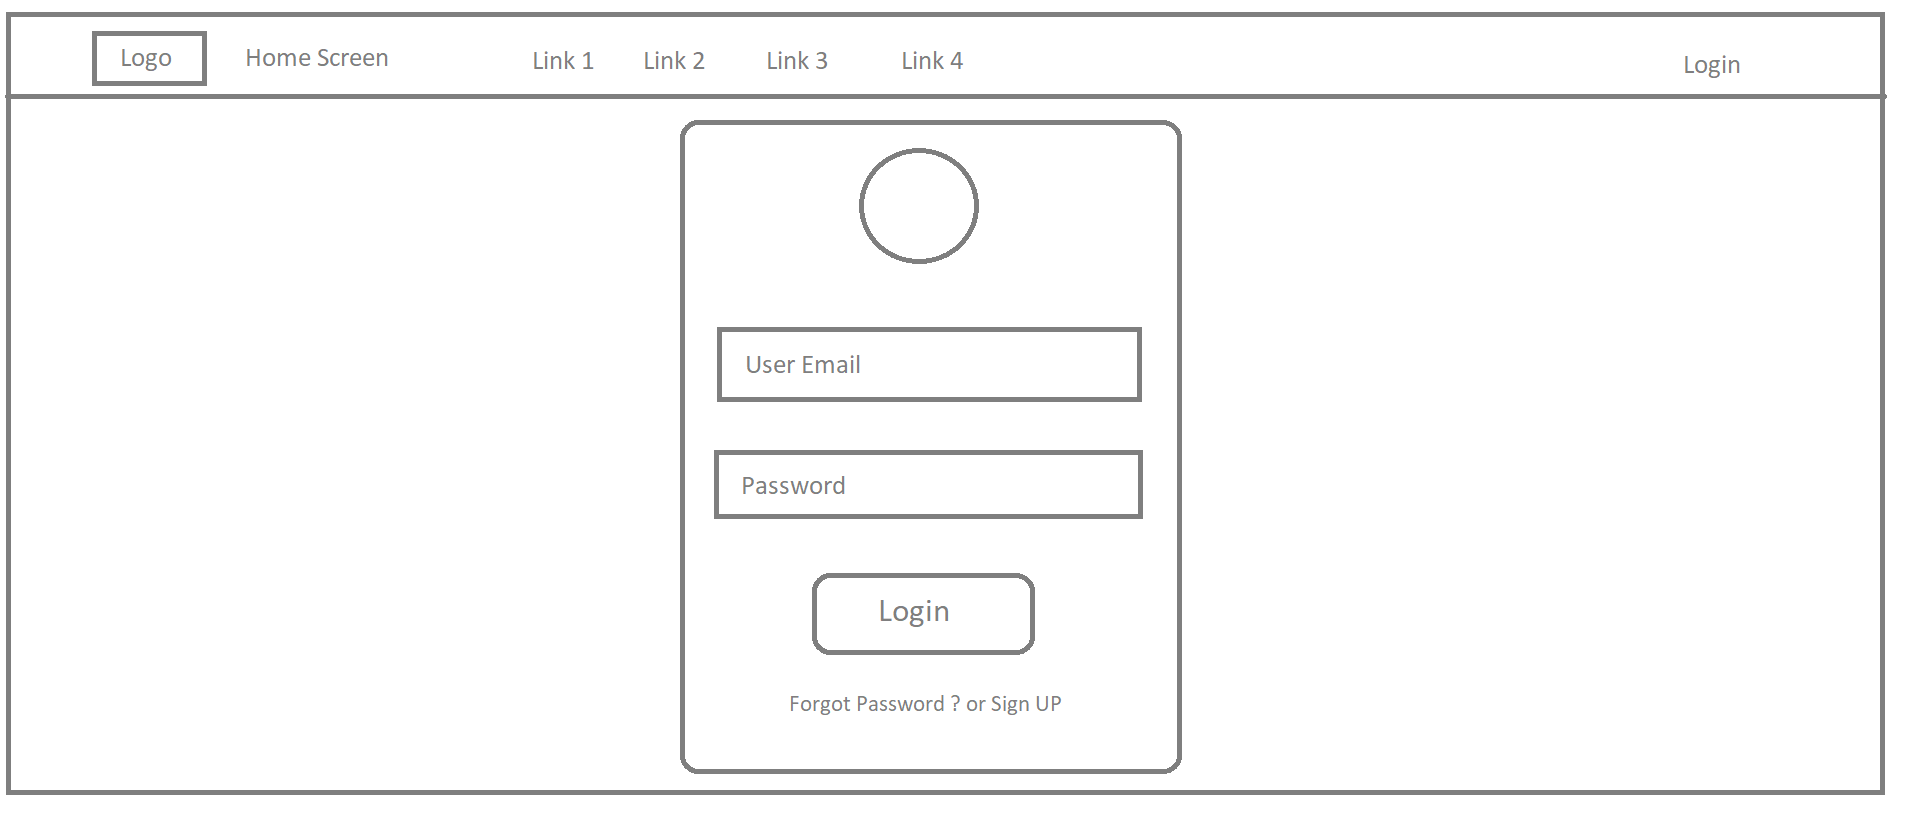 Logo Home Screen Link 1 Link 2 Link 3 Link 4 Login
User Email
Password
Login
Forgot Password ? or Sign UP